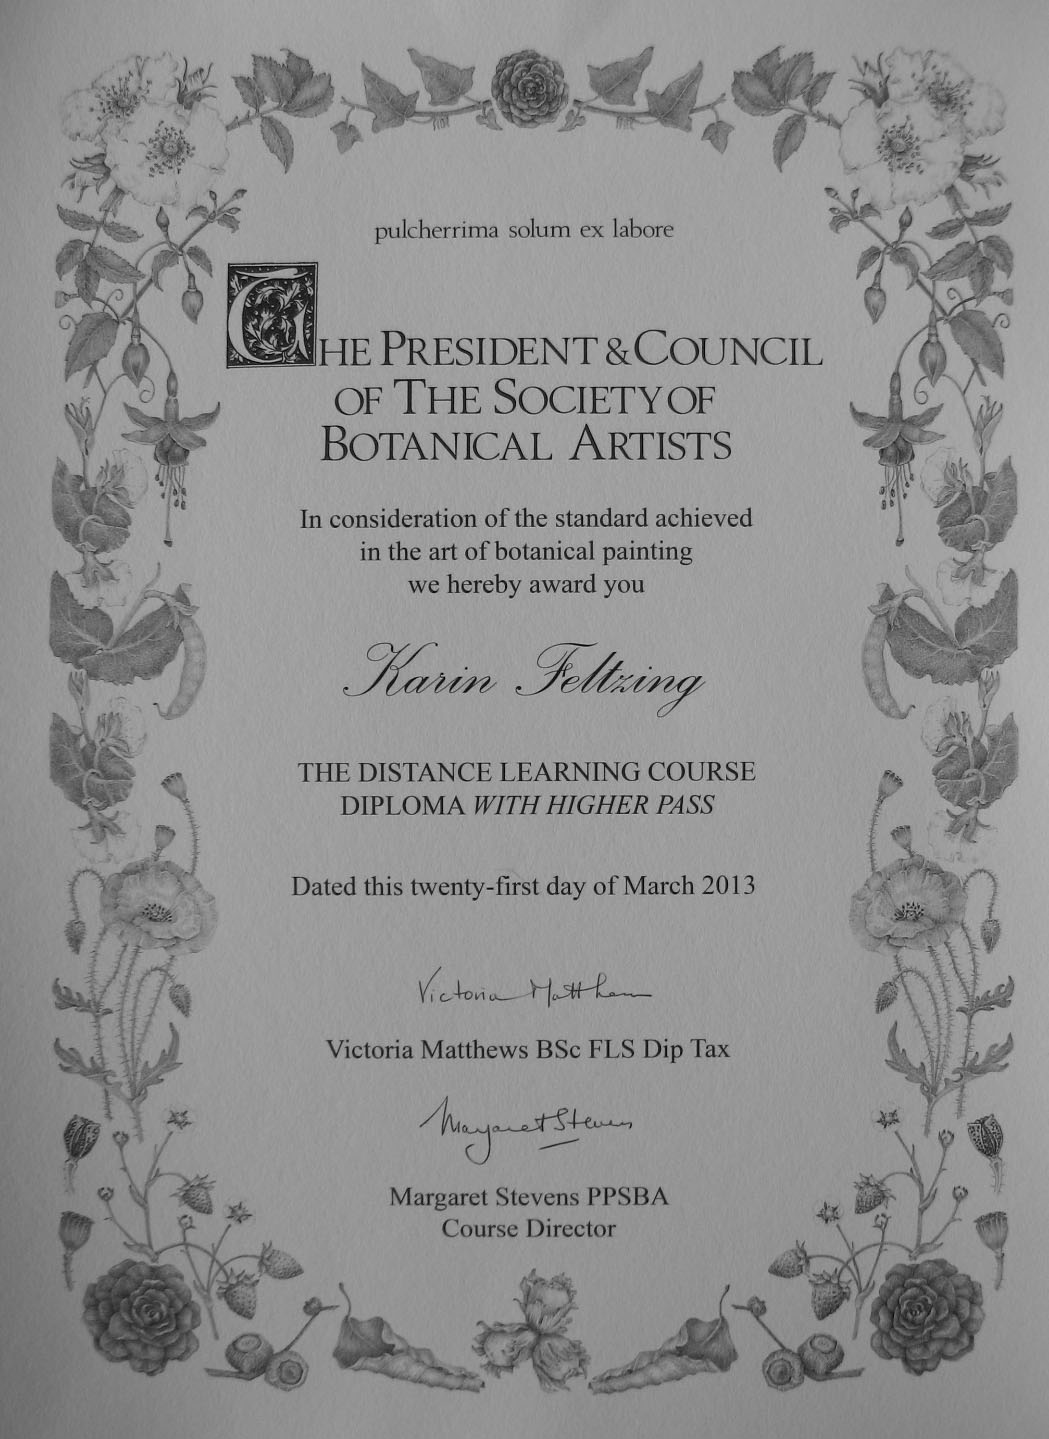 pulcherrima solum ex labore
THE PRESIDENT & COUNCIL
OF THE SOCIETY OF
BOTANICAL ARTISTS
In consideration of the standard achieved
in the art of botanical painting
we hereby award you
Karin Feltzing
THE DISTANCE LEARNING COURSE
DIPLOMA WITH HIGHER PASS
Dated this twenty-first day of March 2013
Victoria Matthews
Victoria Matthews BSc FLS Dip Tax
Margaret Stevens
Margaret Stevens PPSBA
Course Director